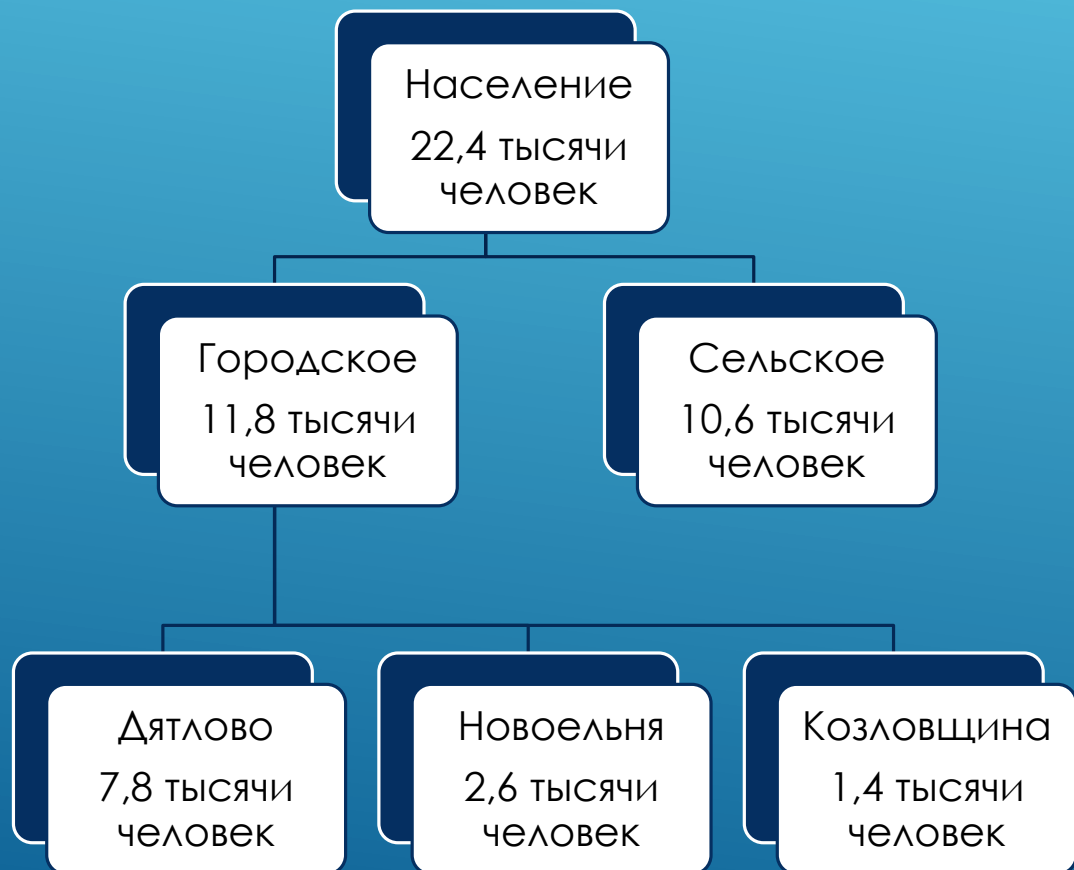 Население
22,4 тысячи
человек
Городское
11,8 тысячи
человек
Сельское
10,6 тысячи
человек
Дятлово
7,8 тысячи
человек
Новоельня
2,6 тысячи
человек
Козловщина
1,4 тысячи
человек